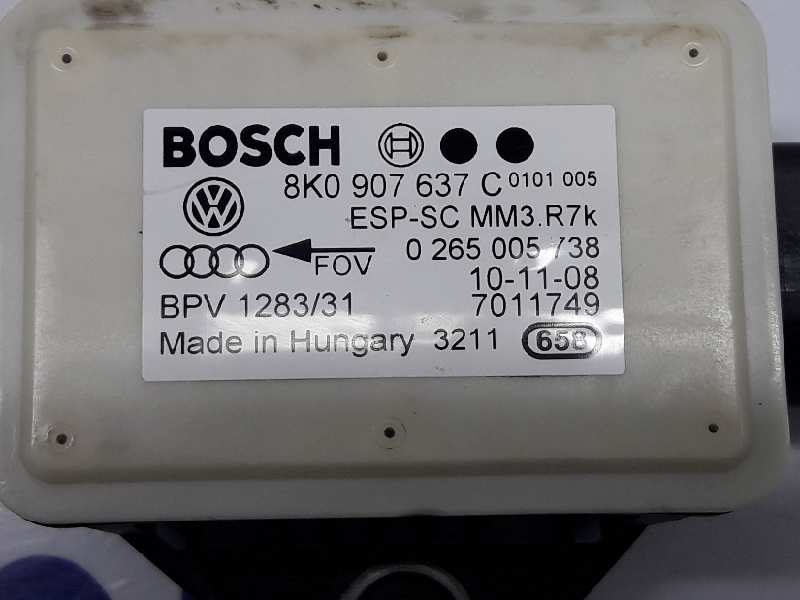 BOSCH
8K0 907 637 C 0101 005
ESP-SC MM3.R7k
FOV 0 265 005 738
10-11-08
BPV 1283/31 7011749
Made in Hungary 3211 658